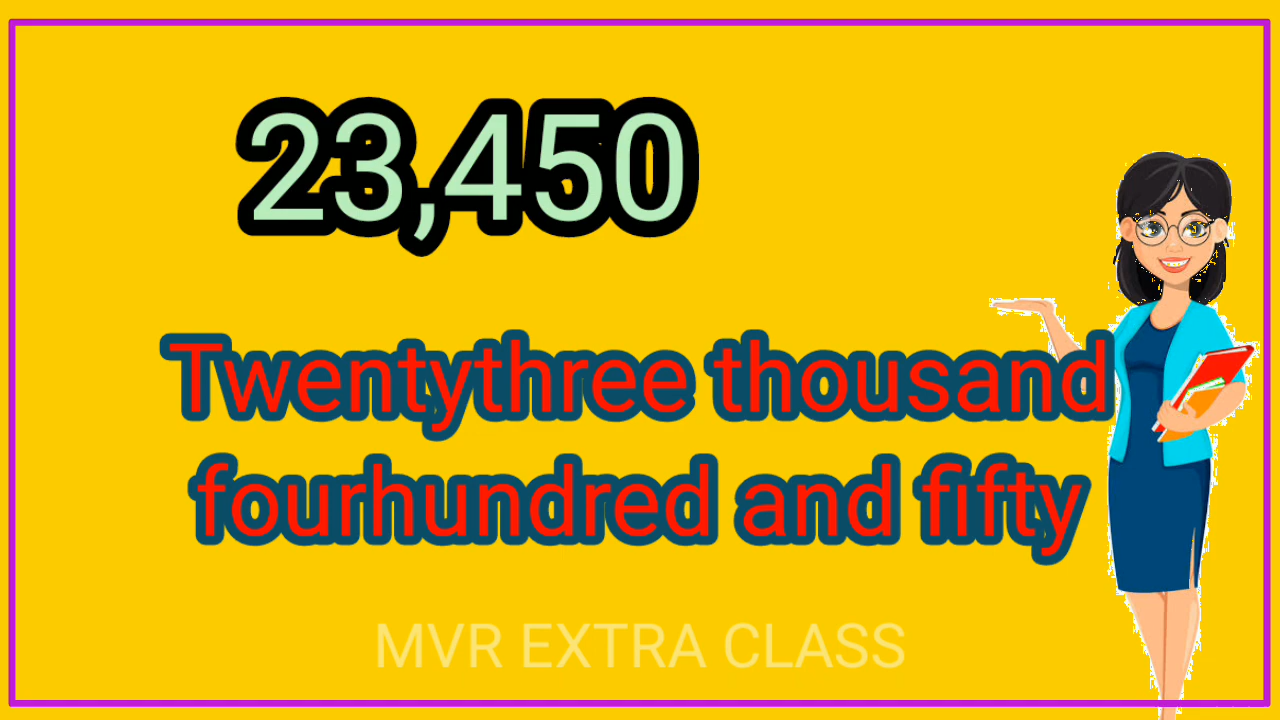 23,450
Twentythree thousand
fourhundred and fifty
MVR EXTRA CLASS